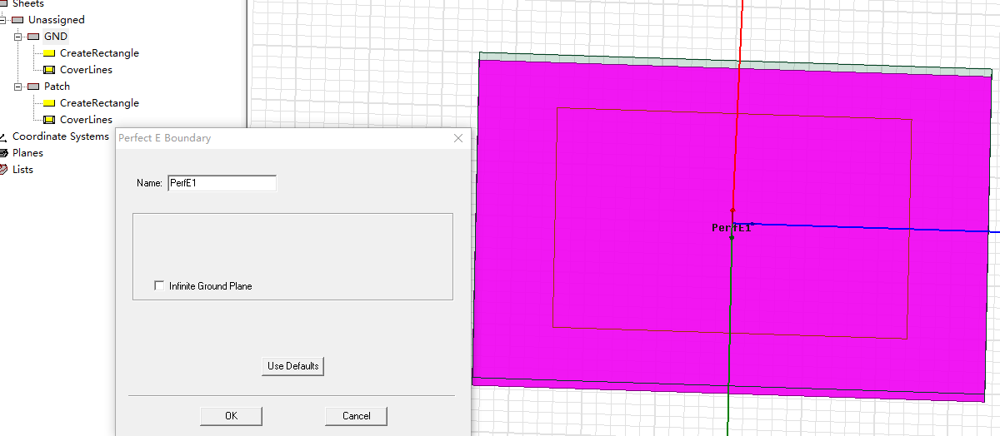 Sheets
Unassigned
GND
CreateRectangle
CoverLines
Patch
CreateRectangle
CoverLines
Coordinate Systems
Planes
Lists
Perfect E Boundary
Name: PerfE1
Infinite Ground Plane
Use Defaults
OK Cancel
PerfE1